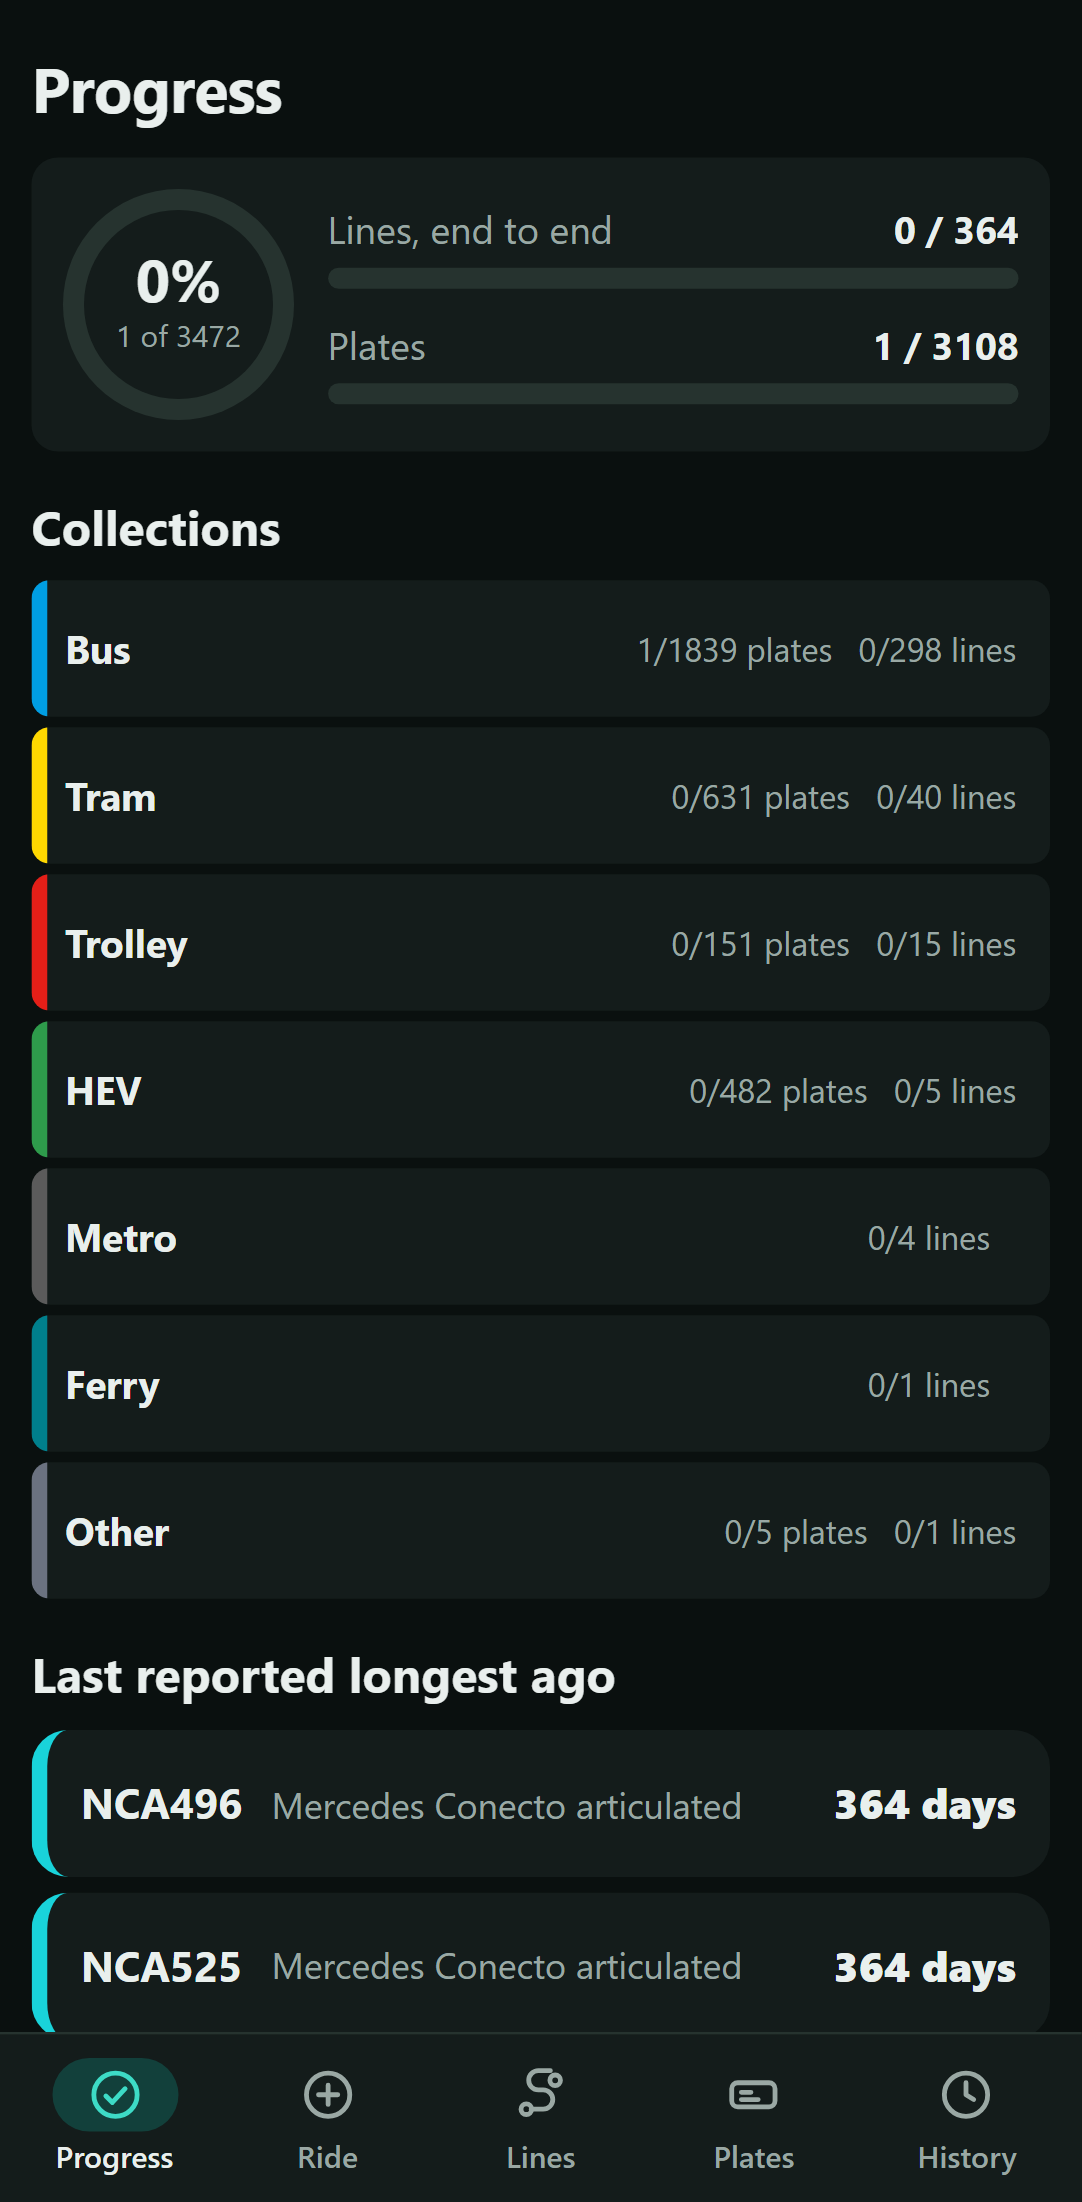 Progress
0%
1 of 3472
Lines, end to end 0 / 364
Plates 1 / 3108
Collections
Bus 1/1839 plates 0/298 lines
Tram 0/631 plates 0/40 lines
Trolley 0/151 plates 0/15 lines
HEV 0/482 plates 0/5 lines
Metro 0/4 lines
Ferry 0/1 lines
Other 0/5 plates 0/1 lines
Last reported longest ago
NCA496 Mercedes Conecto articulated 364 days
NCA525 Mercedes Conecto articulated 364 days
Progress Ride Lines Plates History